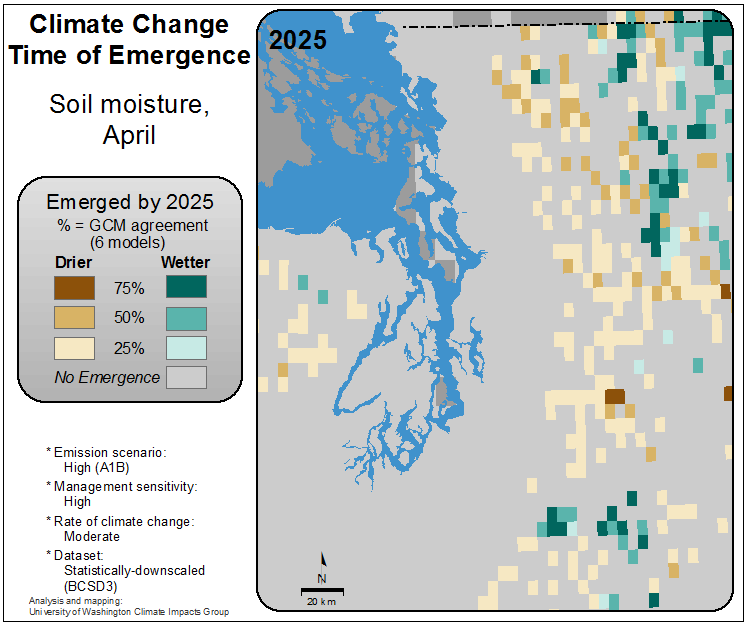 Climate Change
Time of Emergence
Soil moisture,
April
2025
Emerged by 2025
% = GCM agreement
(6 models)
Drier Wetter
75%
50%
25%
No Emergence
* Emission scenario:
High (A1B)
* Management sensitivity:
High
* Rate of climate change:
Moderate
* Dataset:
Statistically-downscaled
(BCSD3)
Analysis and mapping:
University of Washington Climate Impacts Group
N
20 km